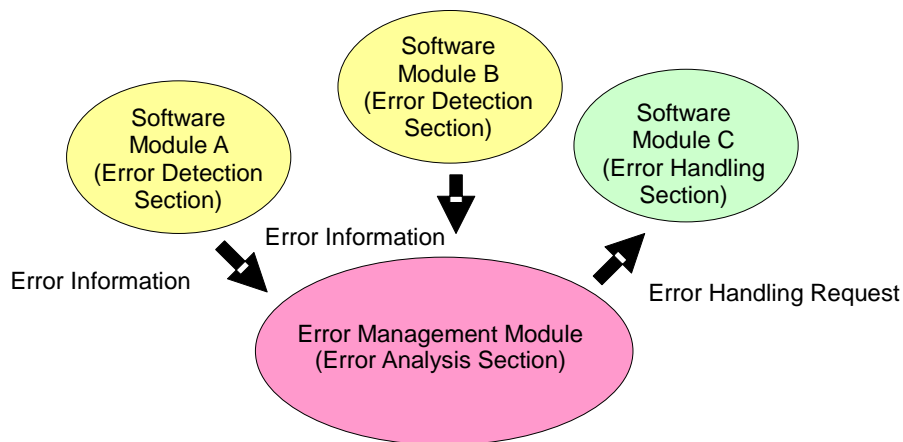 Software
Module A
(Error Detection
Section)
Software
Module B
(Error Detection
Section)
Software
Module C
(Error Handling
Section)
Error Information
Error Information
Error Handling Request
Error Management Module
(Error Analysis Section)